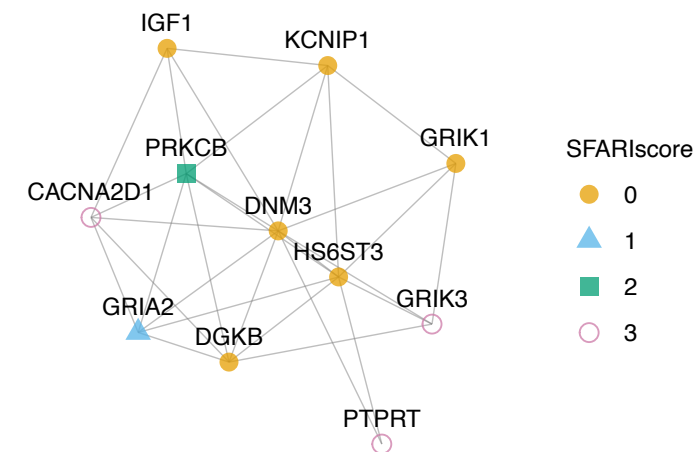 IGF1
KCNIP1
GRIK1
PRKCB
CACNA2D1
DNM3
HS6ST3
GRIK3
GRIA2
DGKB
PTPRT
SFARIscore
0
1
2
3